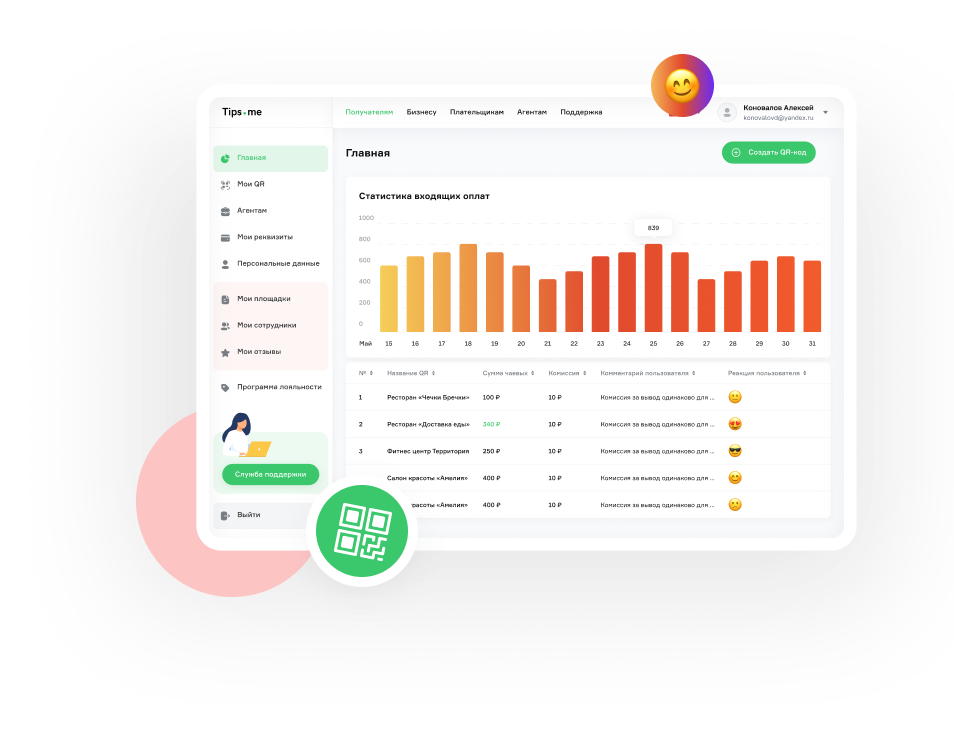 Tips.me
Получателям Бизнесу Плательщикам Агентам Поддержка
Коновалов Алексей
konovalovd@yandex.ru
Главная
Мои QR
Агентам
Мои реквизиты
Персональные данные
Мои площадки
Мои сотрудники
Мои отзывы
Программа лояльности
Служба поддержки
Выйти
Главная
Создать QR-код
Статистика входящих оплат
1000
800
600
400
200
0
839
Май 15 16 17 18 19 20 21 22 23 24 25 26 27 28 29 30 31
№ Название QR Сумма чаевых Комиссия Комментарий пользователя Реакция пользователя
1 Ресторан «Чечки Бречки» 100 ₽ 10 ₽ Комиссия за вывод одинаково для ...
2 Ресторан «Доставка еды» 340 ₽ 10 ₽ Комиссия за вывод одинаково для ...
3 Фитнес центр Территория 250 ₽ 10 ₽ Комиссия за вывод одинаково для ...
Салон красоты «Амелия» 400 ₽ 10 ₽ Комиссия за вывод одинаково для ...
красоты «Амелия» 400 ₽ 10 ₽ Комиссия за вывод одинаково для ...